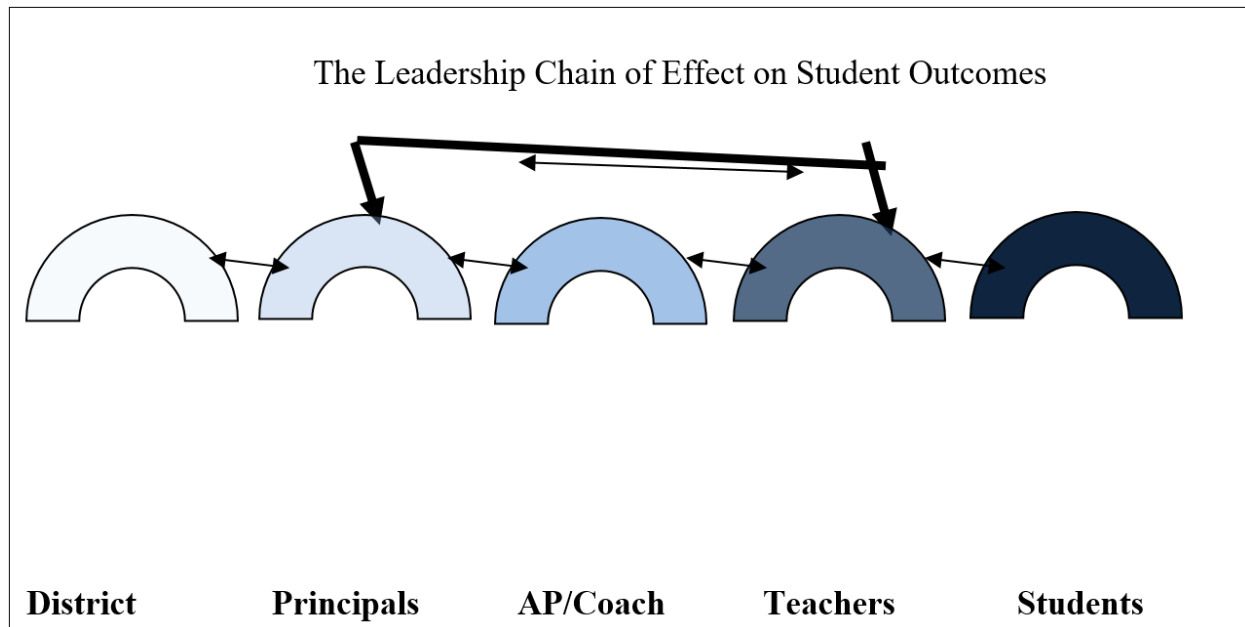 The Leadership Chain of Effect on Student Outcomes
District Principals AP/Coach Teachers Students